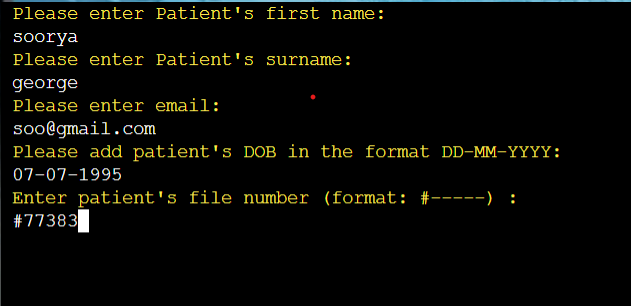 Please enter Patient's first name:
soorya
Please enter Patient's surname:
george
Please enter email:
soo@gmail.com
Please add patient's DOB in the format DD-MM-YYYY:
07-07-1995
Enter patient's file number (format: #-----) :
#77383